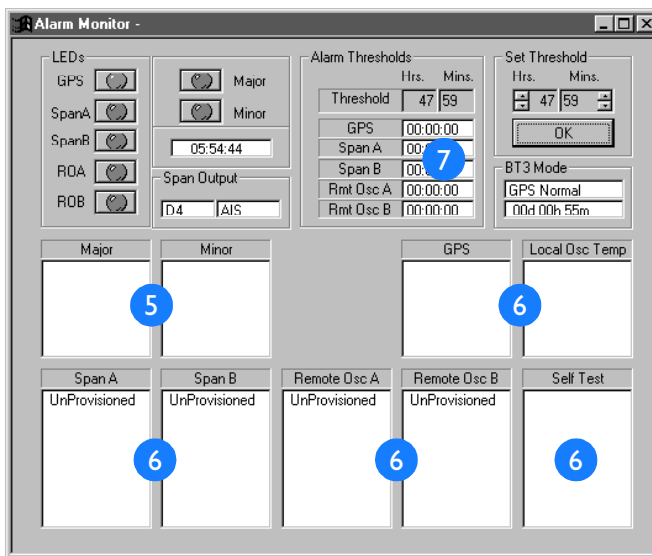 Alarm Monitor -
LEDs
GPS
SpanA
SpanB
ROA
ROB
Major
Minor
05:54:44
Span Output
D4 AIS
Alarm Thresholds
Hrs. Mins.
Threshold 47 59
GPS 00:00:00
Span A 00:
Span B 00:
7
Rmt Osc A 00:00:00
Rmt Osc B 00:00:00
Set Threshold
Hrs. Mins.
47 59
OK
BT3 Mode
GPS Normal
00d 00h 55m
Major Minor
5
GPS Local Osc Temp
6
Span A Span B Remote Osc A Remote Osc B Self Test
UnProvisioned UnProvisioned UnProvisioned UnProvisioned
6 6 6